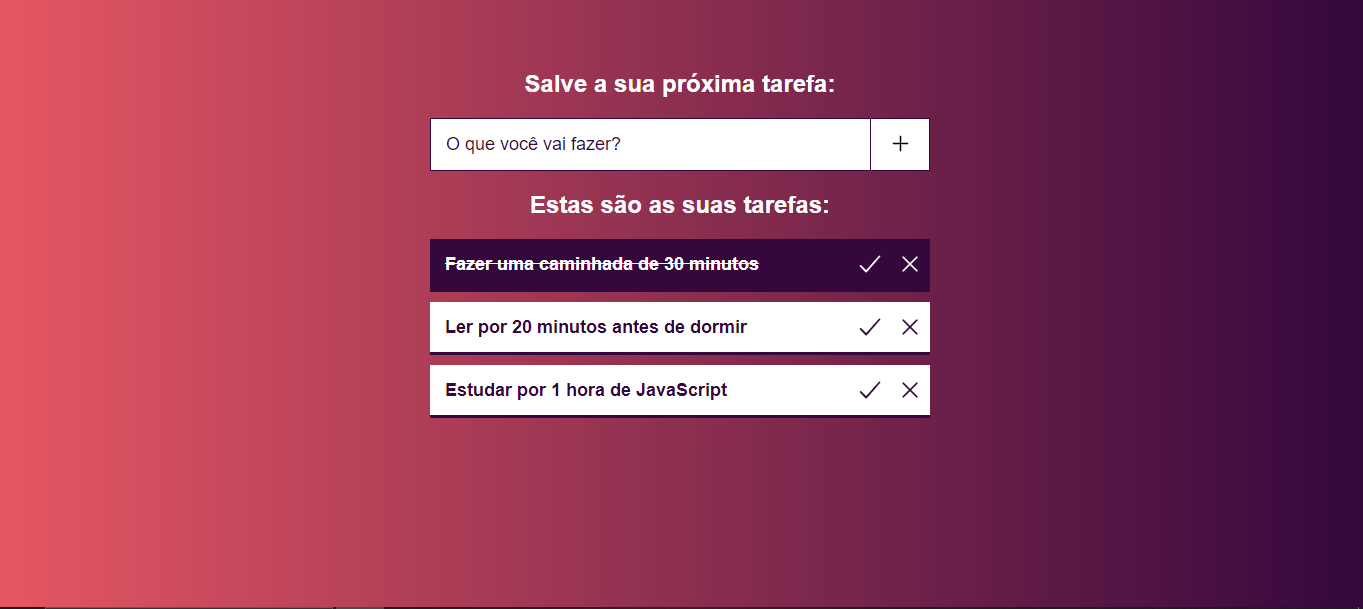 Salve a sua próxima tarefa:
O que você vai fazer?
Estas são as suas tarefas:
Fazer uma caminhada de 30 minutos
Ler por 20 minutos antes de dormir
Estudar por 1 hora de JavaScript